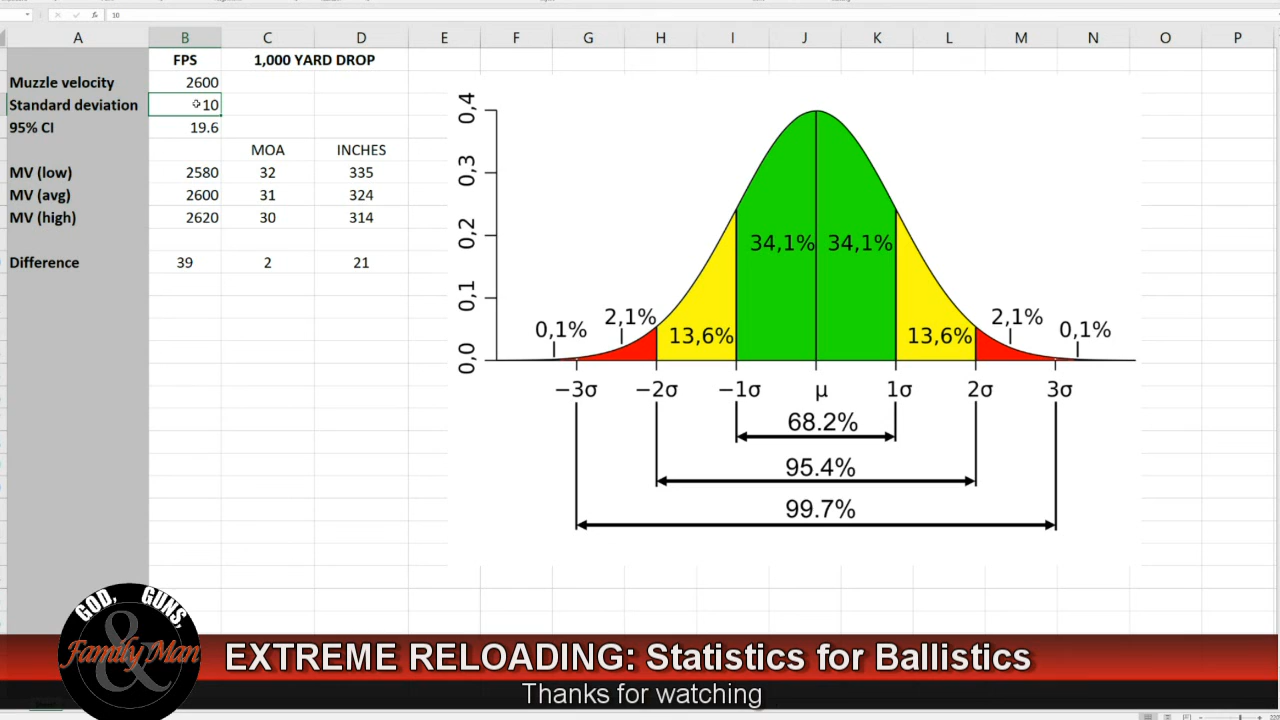 10
A B C D E F G H I J K L M N O P
FPS 1,000 YARD DROP
Muzzle velocity 2600
Standard deviation 10
95% CI 19.6
MOA INCHES
MV (low) 2580 32 335
MV (avg) 2600 31 324
MV (high) 2620 30 314
Difference 39 2 21
0,4
0,3
0,2
0,1
0,0
34,1% 34,1%
0,1% 2,1% 13,6% 13,6% 2,1% 0,1%
−3σ −2σ −1σ µ 1σ 2σ 3σ
68.2%
95.4%
99.7%
GOD, GUNS,
&
Family Man
EXTREME RELOADING: Statistics for Ballistics
Thanks for watching